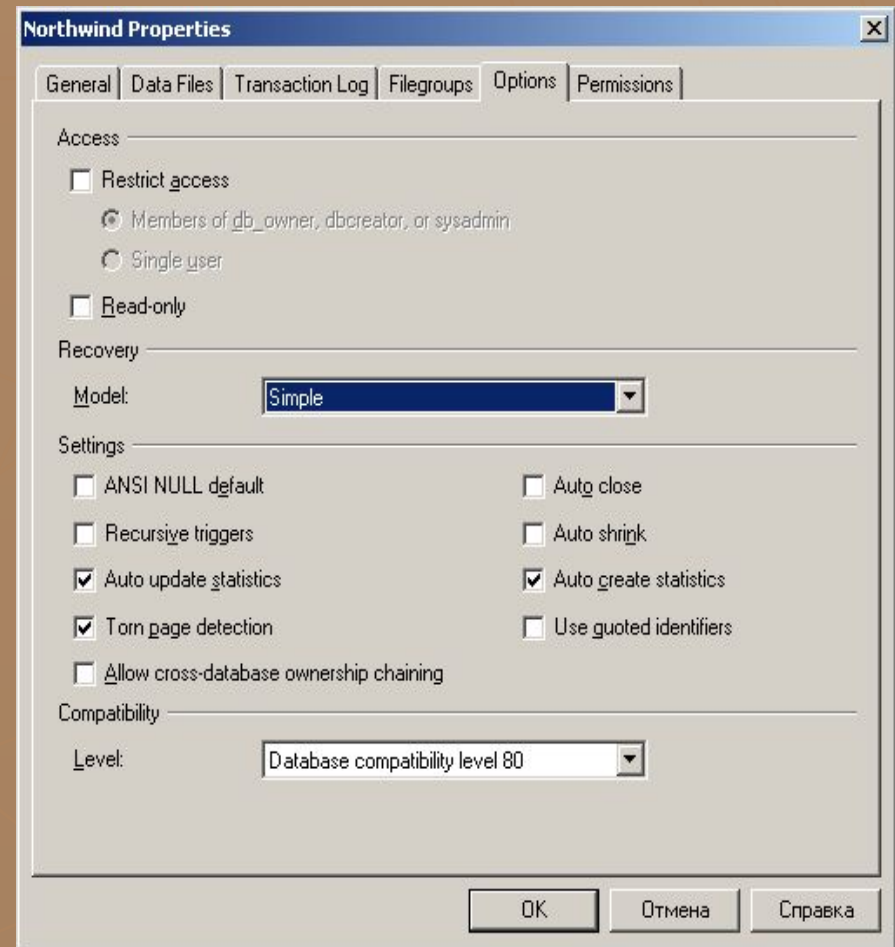 Northwind Properties
General Data Files Transaction Log Filegroups Options Permissions
Access
Restrict access
Members of db_owner, dbcreator, or sysadmin
Single user
Read-only
Recovery
Model: Simple
Settings
ANSI NULL default Auto close
Recursive triggers Auto shrink
Auto update statistics Auto create statistics
Torn page detection Use quoted identifiers
Allow cross-database ownership chaining
Compatibility
Level: Database compatibility level 80
OK Отмена Справка